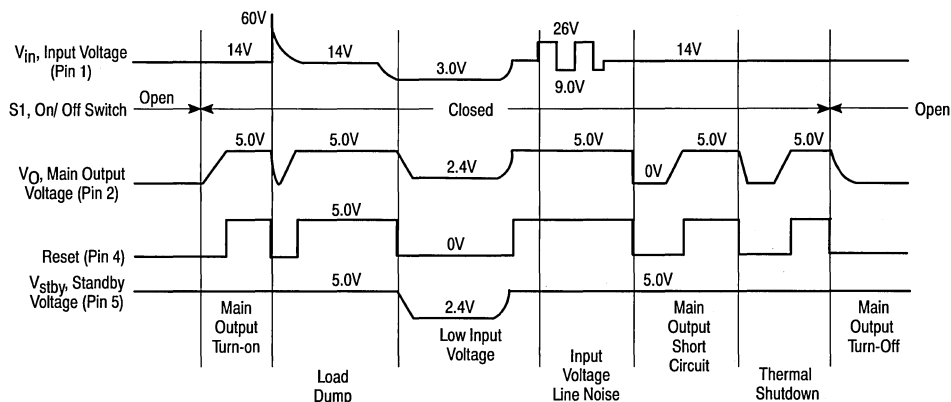 60V
26V
Vin, Input Voltage
(Pin 1)
14V
14V
3.0V
9.0V
14V
S1, On/ Off Switch
Open
Closed
Open
VO, Main Output
Voltage (Pin 2)
5.0V
5.0V
2.4V
5.0V
0V
5.0V
5.0V
Reset (Pin 4)
5.0V
0V
Vstby, Standby
Voltage (Pin 5)
5.0V
2.4V
5.0V
Main
Output
Turn-on
Load
Dump
Low Input
Voltage
Input
Voltage
Line Noise
Main
Output
Short
Circuit
Thermal
Shutdown
Main
Output
Turn-Off